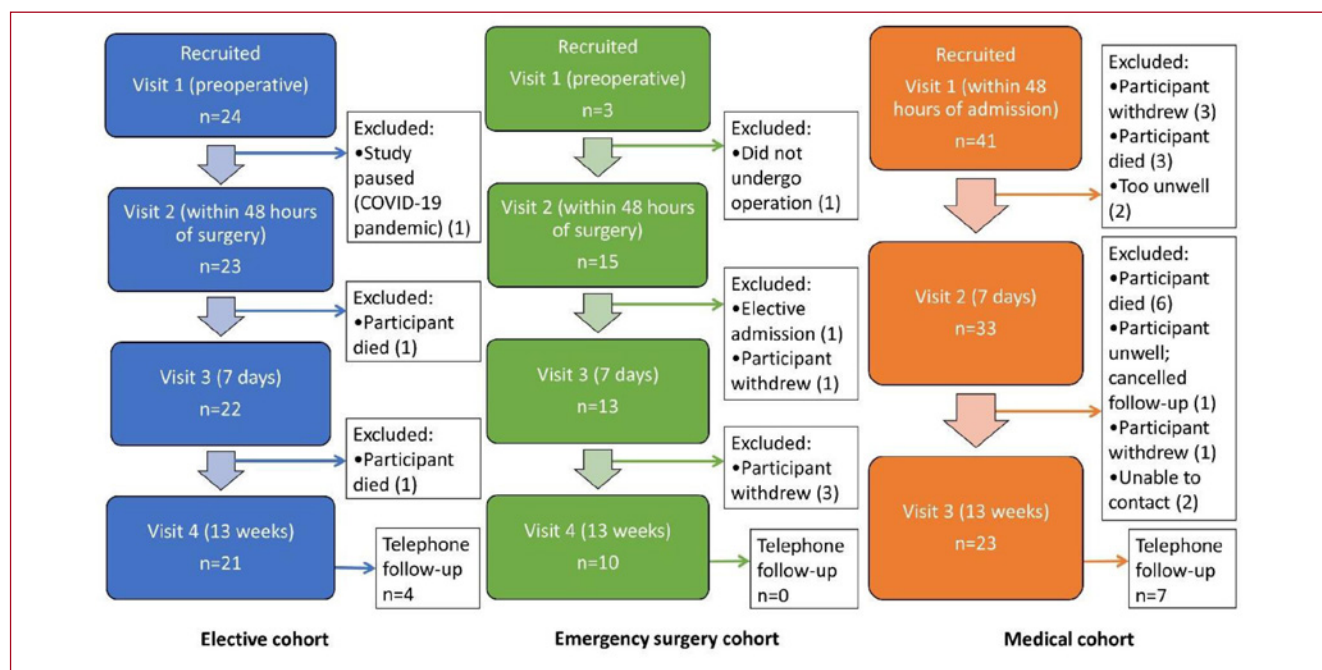 Recruited
Visit 1 (preoperative)
n=24
Excluded:
•Study
paused
(COVID-19
pandemic) (1)
Visit 2 (within 48 hours
of surgery)
n=23
Excluded:
•Participant
died (1)
Visit 3 (7 days)
n=22
Excluded:
•Participant
died (1)
Visit 4 (13 weeks)
n=21
Telephone
follow-up
n=4
Elective cohort
Recruited
Visit 1 (preoperative)
n=3
Excluded:
•Did not
undergo
operation (1)
Visit 2 (within 48 hours
of surgery)
n=15
Excluded:
•Elective
admission (1)
•Participant
withdrew (1)
Visit 3 (7 days)
n=13
Excluded:
•Participant
withdrew (3)
Visit 4 (13 weeks)
n=10
Telephone
follow-up
n=0
Emergency surgery cohort
Recruited
Visit 1 (within 48
hours of admission)
n=41
Excluded:
•Participant
withdrew (3)
•Participant
died (3)
•Too unwell
(2)
Visit 2 (7 days)
n=33
Excluded:
•Participant
died (6)
•Participant
unwell;
cancelled
follow-up (1)
•Participant
withdrew (1)
•Unable to
contact (2)
Visit 3 (13 weeks)
n=23
Telephone
follow-up
n=7
Medical cohort